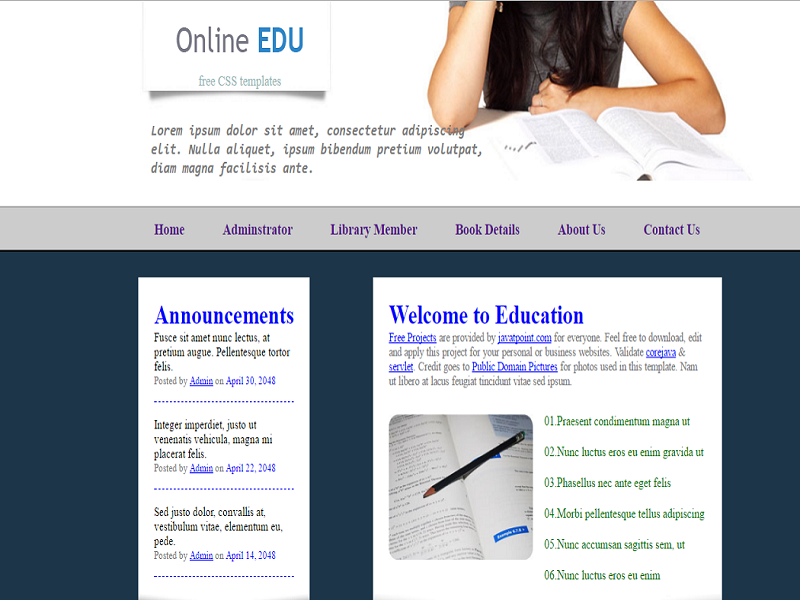 Online EDU
free CSS templates
Lorem ipsum dolor sit amet, consectetur adipiscing
elit. Nulla aliquet, ipsum bibendum pretium volutpat,
diam magna facilisis ante.
Home Adminstrator Library Member Book Details About Us Contact Us
Announcements
Fusce sit amet nunc lectus, at
pretium augue. Pellentesque tortor
felis.
Posted by Admin on April 30, 2048
Integer imperdiet, justo ut
venenatis vehicula, magna mi
placerat felis.
Posted by Admin on April 22, 2048
Sed justo dolor, convallis at,
vestibulum vitae, elementum eu,
pede.
Posted by Admin on April 14, 2048
Welcome to Education
Free Projects are provided by javatpoint.com for everyone. Feel free to download, edit
and apply this project for your personal or business websites. Validate corejava &
servlet. Credit goes to Public Domain Pictures for photos used in this template. Nam
ut libero at lacus feugiat tincidunt vitae sed ipsum.
01.Praesent condimentum magna ut
02.Nunc luctus eros eu enim gravida ut
03.Phasellus nec ante eget felis
04.Morbi pellentesque tellus adipiscing
05.Nunc accumsan sagittis sem, ut
06.Nunc luctus eros eu enim